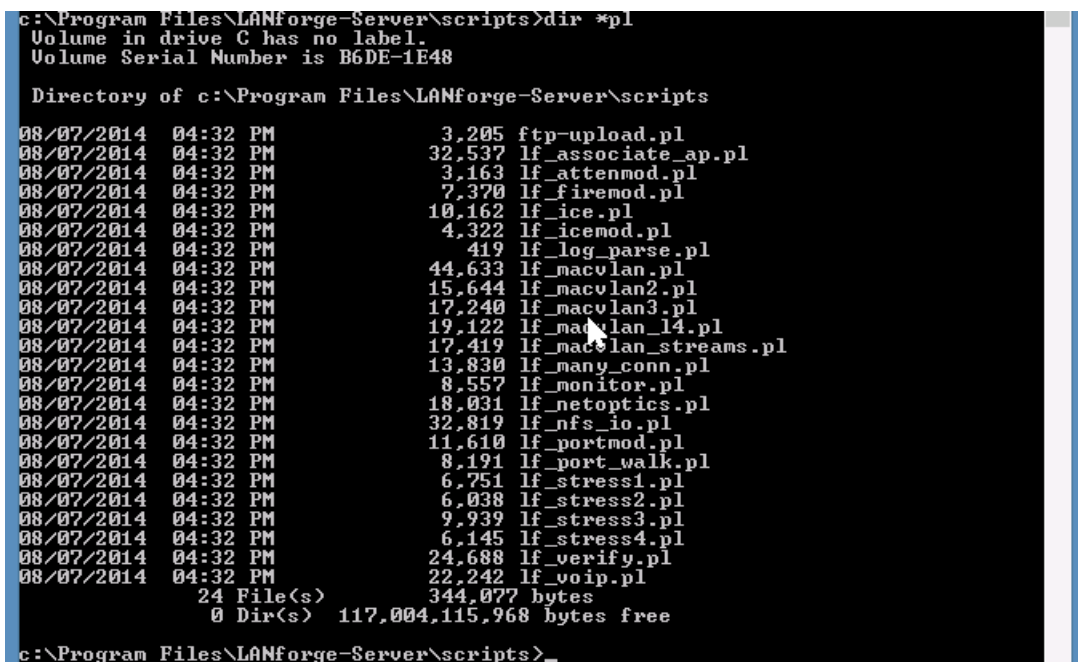 c:\Program Files\LANforge-Server\scripts>dir *pl
Volume in drive C has no label.
Volume Serial Number is B6DE-1E48
Directory of c:\Program Files\LANforge-Server\scripts
08/07/2014 04:32 PM 3,205 ftp-upload.pl
08/07/2014 04:32 PM 32,537 lf_associate_ap.pl
08/07/2014 04:32 PM 3,163 lf_attenmod.pl
08/07/2014 04:32 PM 7,370 lf_firemod.pl
08/07/2014 04:32 PM 10,162 lf_ice.pl
08/07/2014 04:32 PM 4,322 lf_icemod.pl
08/07/2014 04:32 PM 419 lf_log_parse.pl
08/07/2014 04:32 PM 44,633 lf_macvlan.pl
08/07/2014 04:32 PM 15,644 lf_macvlan2.pl
08/07/2014 04:32 PM 17,240 lf_macvlan3.pl
08/07/2014 04:32 PM 19,122 lf_macvlan_l4.pl
08/07/2014 04:32 PM 17,419 lf_macvlan_streams.pl
08/07/2014 04:32 PM 13,830 lf_many_conn.pl
08/07/2014 04:32 PM 8,557 lf_monitor.pl
08/07/2014 04:32 PM 18,031 lf_netoptics.pl
08/07/2014 04:32 PM 32,819 lf_nfs_io.pl
08/07/2014 04:32 PM 11,610 lf_portmod.pl
08/07/2014 04:32 PM 8,191 lf_port_walk.pl
08/07/2014 04:32 PM 6,751 lf_stress1.pl
08/07/2014 04:32 PM 6,038 lf_stress2.pl
08/07/2014 04:32 PM 9,939 lf_stress3.pl
08/07/2014 04:32 PM 6,145 lf_stress4.pl
08/07/2014 04:32 PM 24,688 lf_verify.pl
08/07/2014 04:32 PM 22,242 lf_voip.pl
24 File(s) 344,077 bytes
0 Dir(s) 117,004,115,968 bytes free
c:\Program Files\LANforge-Server\scripts>_